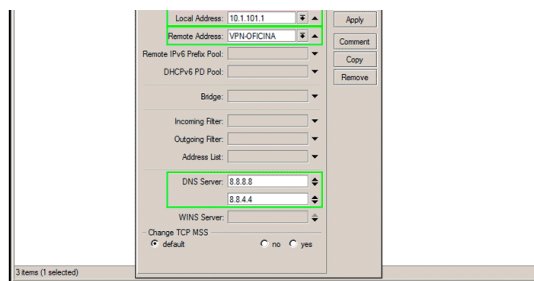 Local Address: 10.1.101.1 Apply
Remote Address: VPN-OFICINA Comment
Remote IPv6 Prefix Pool: Copy
DHCPv6 PD Pool: Remove
Bridge:
Incoming Filter:
Outgoing Filter:
Address List:
DNS Server: 8.8.8.8
8.8.4.4
WINS Server:
Change TCP MSS
default no yes
3 items (1 selected)